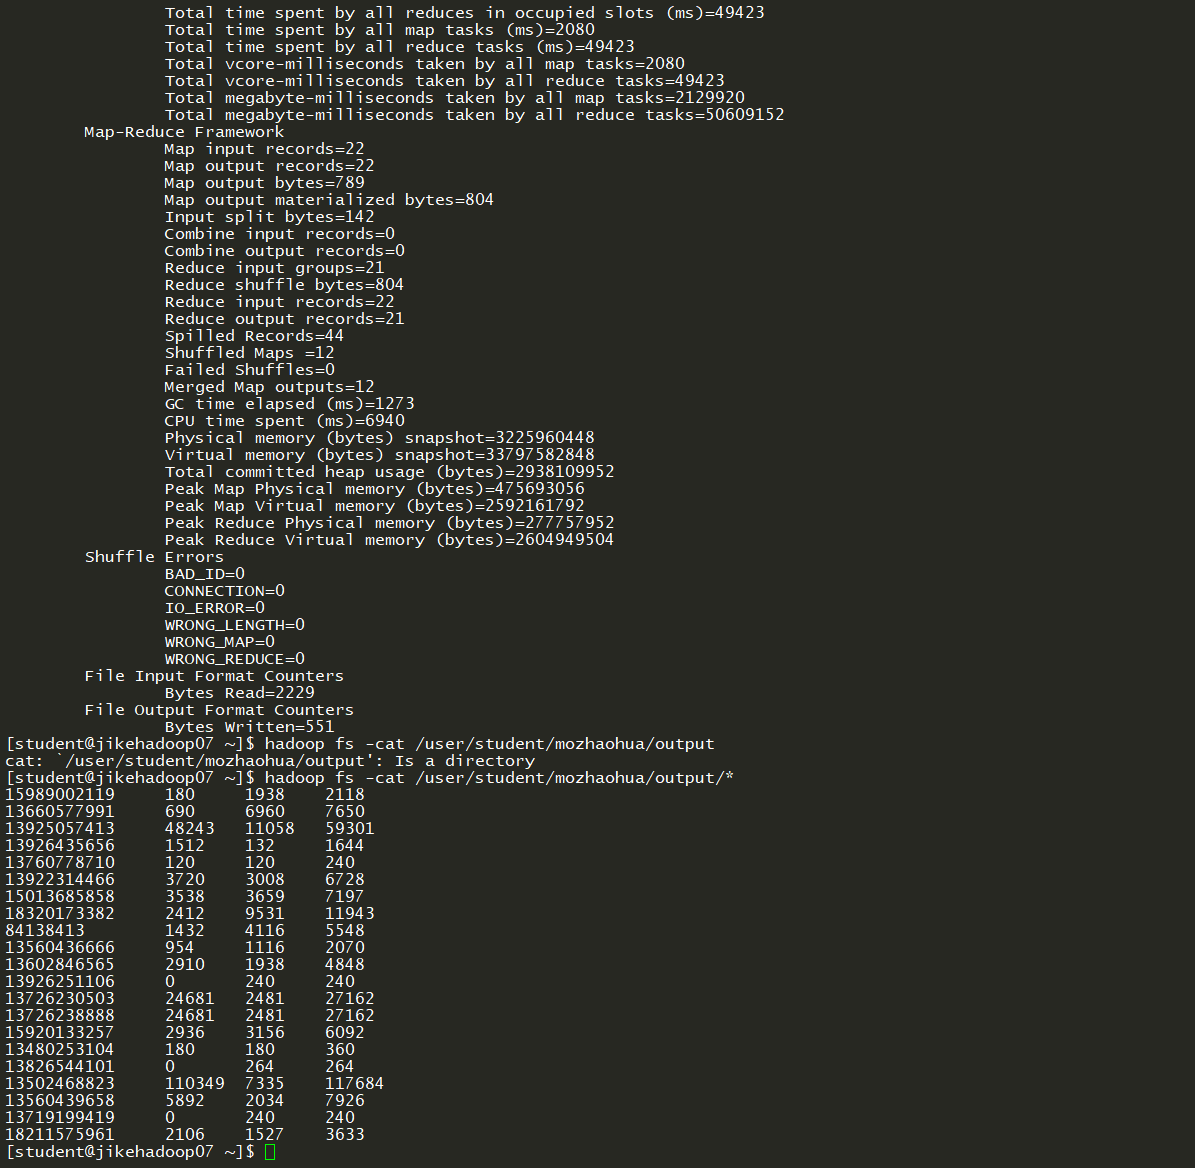 Total time spent by all reduces in occupied slots (ms)=49423
Total time spent by all map tasks (ms)=2080
Total time spent by all reduce tasks (ms)=49423
Total vcore-milliseconds taken by all map tasks=2080
Total vcore-milliseconds taken by all reduce tasks=49423
Total megabyte-milliseconds taken by all map tasks=2129920
Total megabyte-milliseconds taken by all reduce tasks=50609152
Map-Reduce Framework
Map input records=22
Map output records=22
Map output bytes=789
Map output materialized bytes=804
Input split bytes=142
Combine input records=0
Combine output records=0
Reduce input groups=21
Reduce shuffle bytes=804
Reduce input records=22
Reduce output records=21
Spilled Records=44
Shuffled Maps =12
Failed Shuffles=0
Merged Map outputs=12
GC time elapsed (ms)=1273
CPU time spent (ms)=6940
Physical memory (bytes) snapshot=3225960448
Virtual memory (bytes) snapshot=33797582848
Total committed heap usage (bytes)=2938109952
Peak Map Physical memory (bytes)=475693056
Peak Map Virtual memory (bytes)=2592161792
Peak Reduce Physical memory (bytes)=277757952
Peak Reduce Virtual memory (bytes)=2604949504
Shuffle Errors
BAD_ID=0
CONNECTION=0
IO_ERROR=0
WRONG_LENGTH=0
WRONG_MAP=0
WRONG_REDUCE=0
File Input Format Counters
Bytes Read=2229
File Output Format Counters
Bytes Written=551
[student@jikehadoop07 ~]$ hadoop fs -cat /user/student/mozhaohua/output
cat: `/user/student/mozhaohua/output': Is a directory
[student@jikehadoop07 ~]$ hadoop fs -cat /user/student/mozhaohua/output/*
15989002119 180 1938 2118
13660577991 690 6960 7650
13925057413 48243 11058 59301
13926435656 1512 132 1644
13760778710 120 120 240
13922314466 3720 3008 6728
15013685858 3538 3659 7197
18320173382 2412 9531 11943
84138413 1432 4116 5548
13560436666 954 1116 2070
13602846565 2910 1938 4848
13926251106 0 240 240
13726230503 24681 2481 27162
13726238888 24681 2481 27162
15920133257 2936 3156 6092
13480253104 180 180 360
13826544101 0 264 264
13502468823 110349 7335 117684
13560439658 5892 2034 7926
13719199419 0 240 240
18211575961 2106 1527 3633
[student@jikehadoop07 ~]$